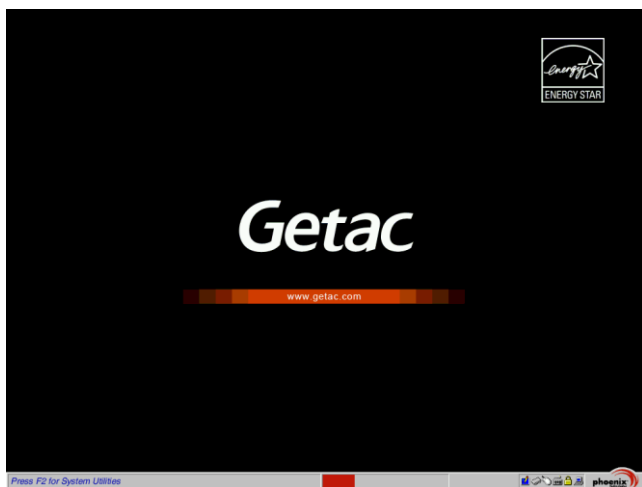 energy
ENERGY STAR
Getac
www.getac.com
Press F2 for System Utilities
phoenix